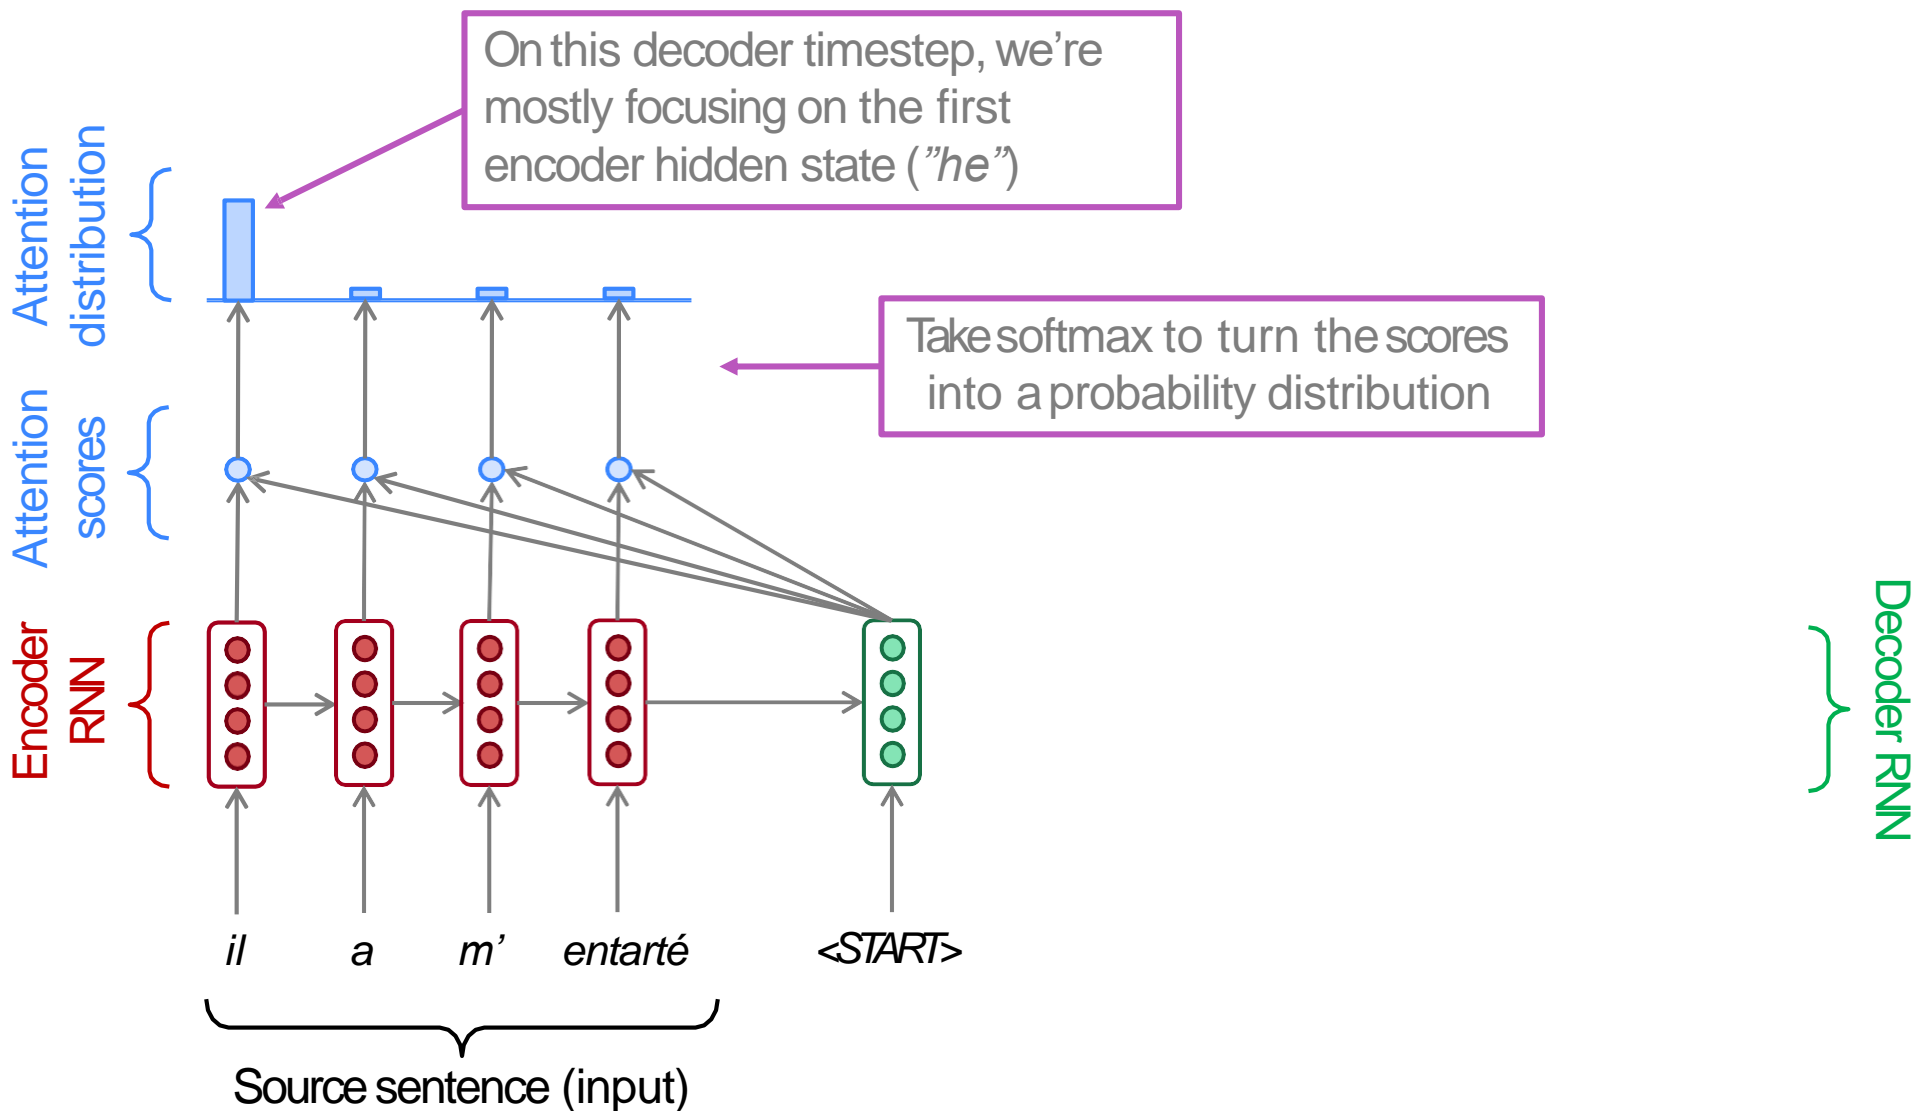 On this decoder timestep, we’re
mostly focusing on the first
encoder hidden state (”he”)
Attention
distribution
Take softmax to turn the scores
into a probability distribution
Attention
scores
Encoder
RNN
Decoder RNN
il a m’ entarté <START>
Source sentence (input)